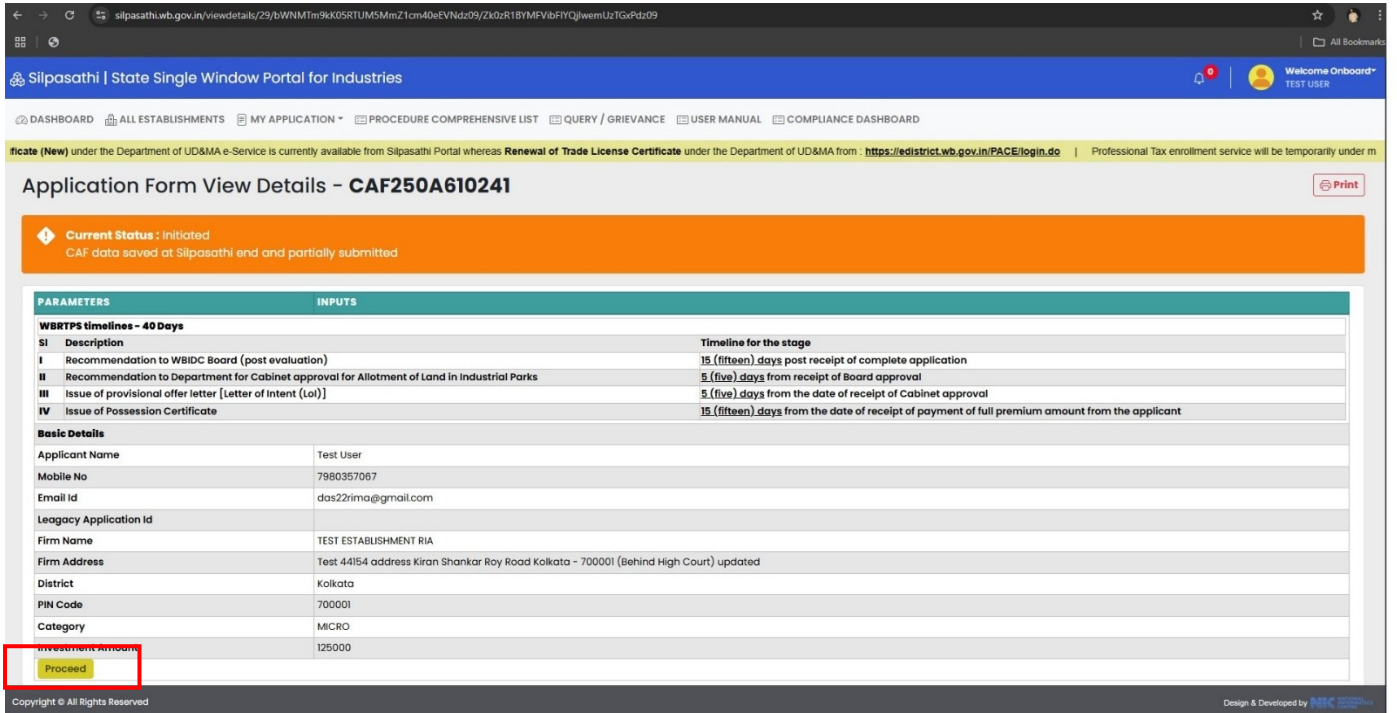 silpasathi.wb.gov.in/viewdetails/29/bWNMTm9kK05RTUM5MmZ1cm40eEVNdz09/Zk0zR1BYMFVibFlYQjlwemUzTGxPdz09
All Bookmarks
Silpasathi | State Single Window Portal for Industries
0
Welcome Onboard
TEST USER
DASHBOARD ALL ESTABLISHMENTS MY APPLICATION PROCEDURE COMPREHENSIVE LIST QUERY / GRIEVANCE USER MANUAL COMPLIANCE DASHBOARD
ificate (New) under the Department of UD&MA e-Service is currently available from Silpasathi Portal whereas Renewal of Trade License Certificate under the Department of UD&MA from : https://edistrict.wb.gov.in/PACE/login.do | Professional Tax enrollment service will be temporarily under m
Application Form View Details - CAF250A610241
Print
Current Status : Initiated
CAF data saved at Silpasathi end and partially submitted
PARAMETERS INPUTS
WBRTPS timelines - 40 Days
Sl Description Timeline for the stage
I Recommendation to WBIDC Board (post evaluation) 15 (fifteen) days post receipt of complete application
II Recommendation to Department for Cabinet approval for Allotment of Land in Industrial Parks 5 (five) days from receipt of Board approval
III Issue of provisional offer letter [Letter of Intent (LoI)] 5 (five) days from the date of receipt of Cabinet approval
IV Issue of Possession Certificate 15 (fifteen) days from the date of receipt of payment of full premium amount from the applicant
Basic Details
Applicant Name Test User
Mobile No 7980357067
Email Id das22rima@gmail.com
Leagacy Application Id
Firm Name TEST ESTABLISHMENT RIA
Firm Address Test 44154 address Kiran Shankar Roy Road Kolkata - 700001 (Behind High Court) updated
District Kolkata
PIN Code 700001
Category MICRO
Investment Amount 125000
Proceed
Copyright © All Rights Reserved
Design & Developed by NIC